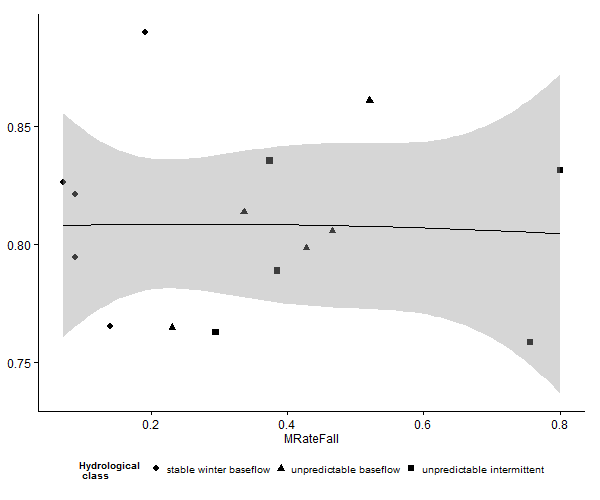 0.85
0.80
0.75
0.2 0.4 0.6 0.8
MRateFall
Hydrological
class
stable winter baseflow unpredictable baseflow unpredictable intermittent